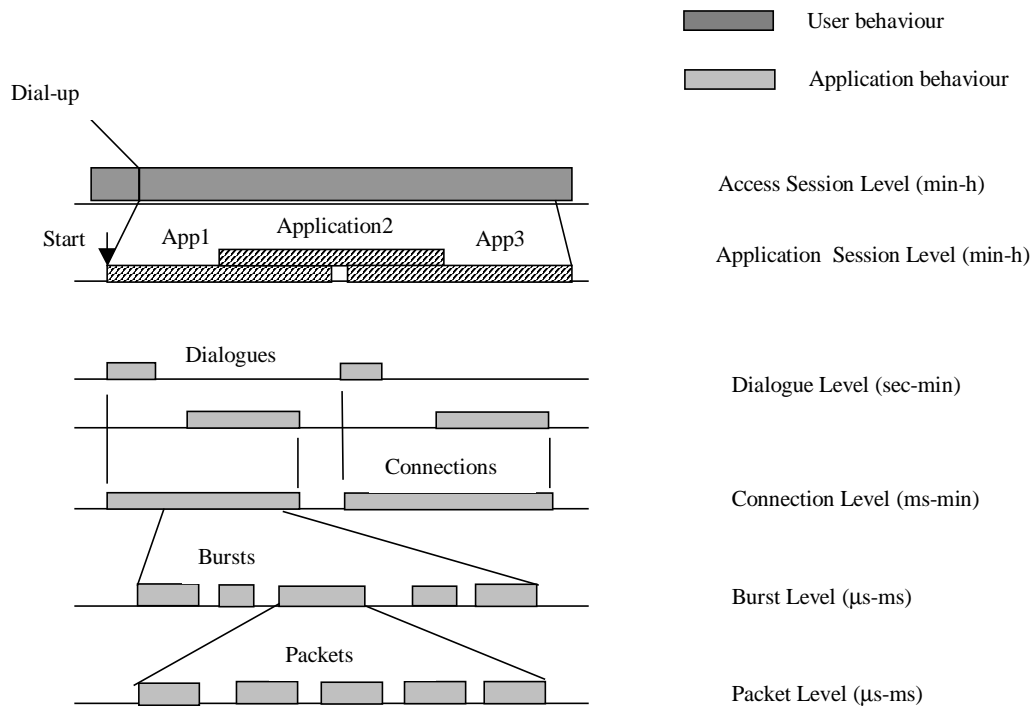 User behaviour
Application behaviour
Dial-up
Access Session Level (min-h)
Start
App1
Application2
App3
Application Session Level (min-h)
Dialogues
Dialogue Level (sec-min)
Connections
Connection Level (ms-min)
Bursts
Burst Level (μs-ms)
Packets
Packet Level (μs-ms)